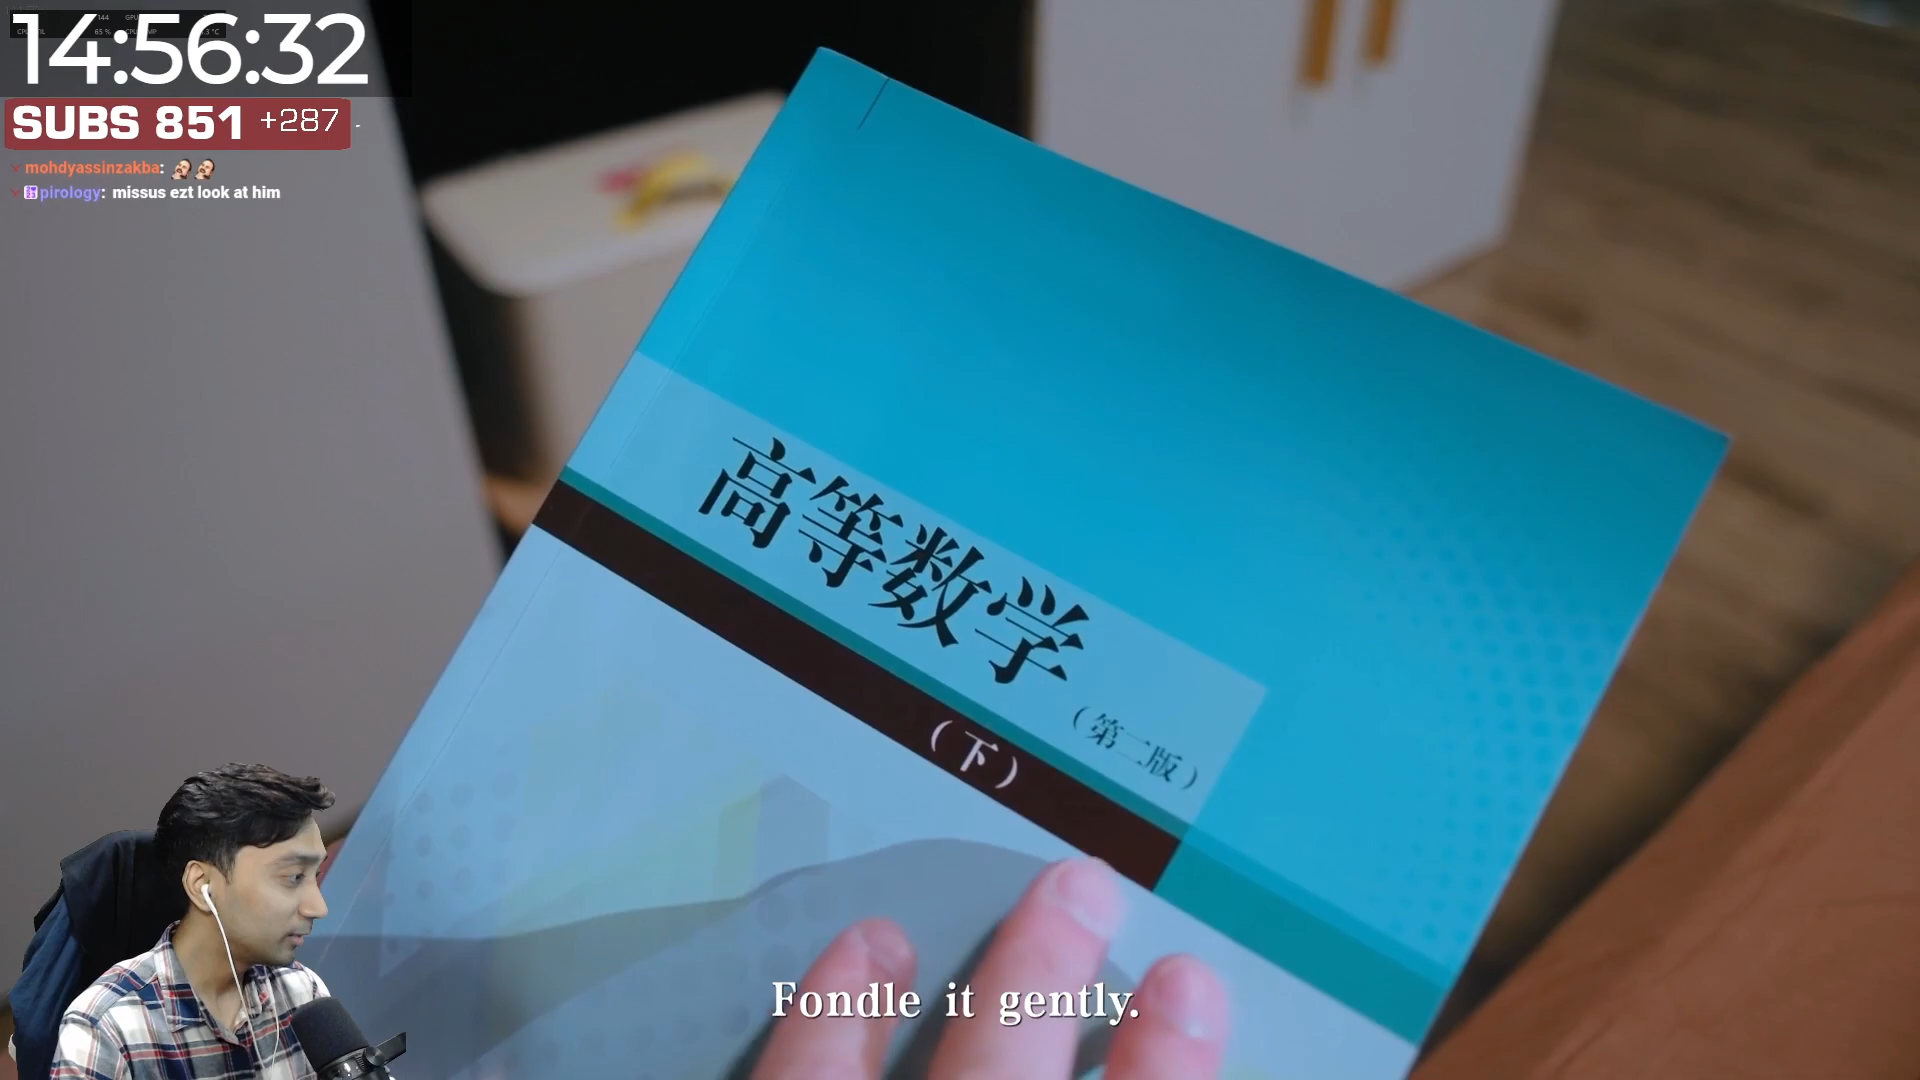 14:56:32
SUBS 851 +287
mohdyassinzakba:
pirology: missus ezt look at him
高等数学
（第二版）
（下）
Fondle it gently.